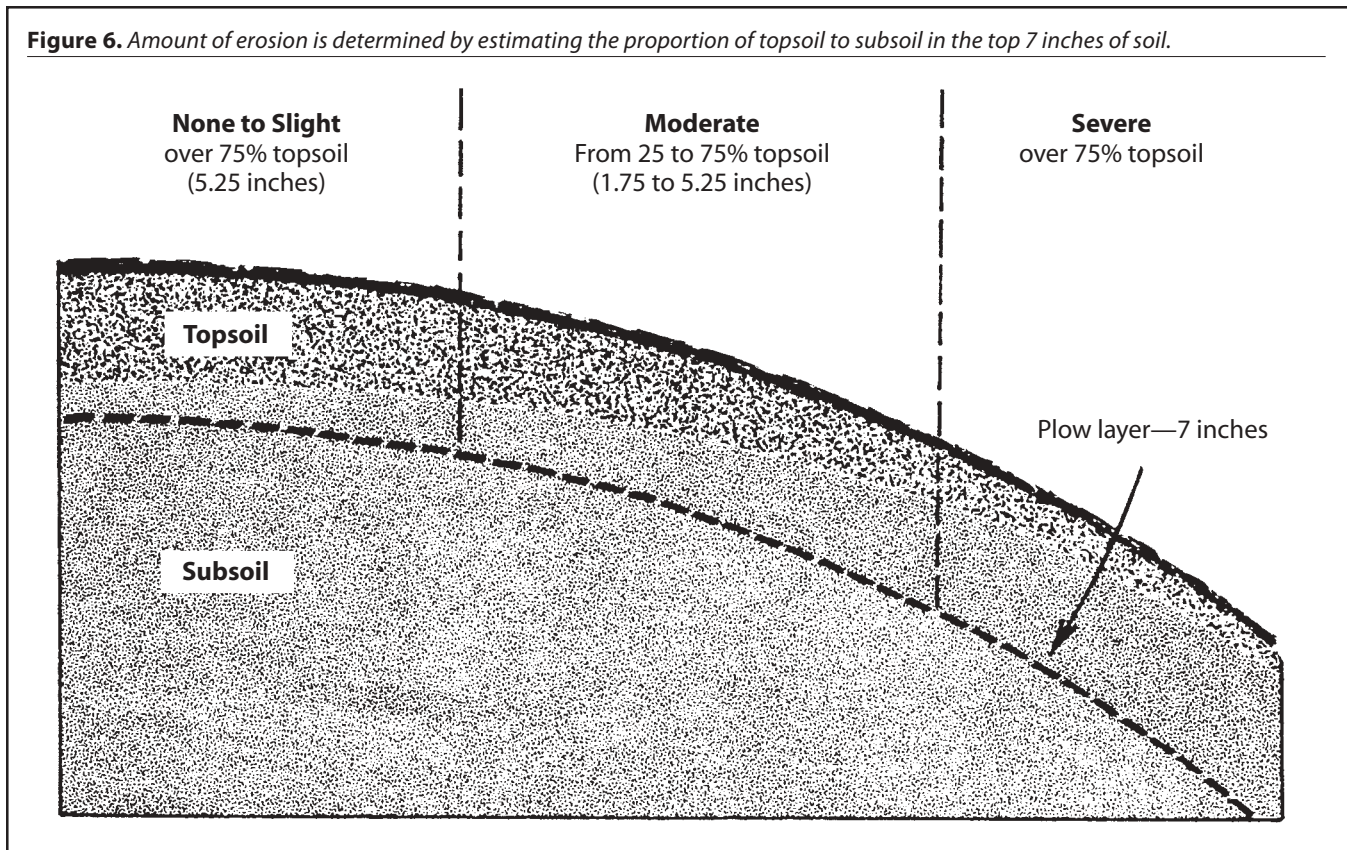 Figure 6. Amount of erosion is determined by estimating the proportion of topsoil to subsoil in the top 7 inches of soil.
None to Slight
over 75% topsoil
(5.25 inches)
Moderate
From 25 to 75% topsoil
(1.75 to 5.25 inches)
Severe
over 75% topsoil
Topsoil
Plow layer—7 inches
Subsoil